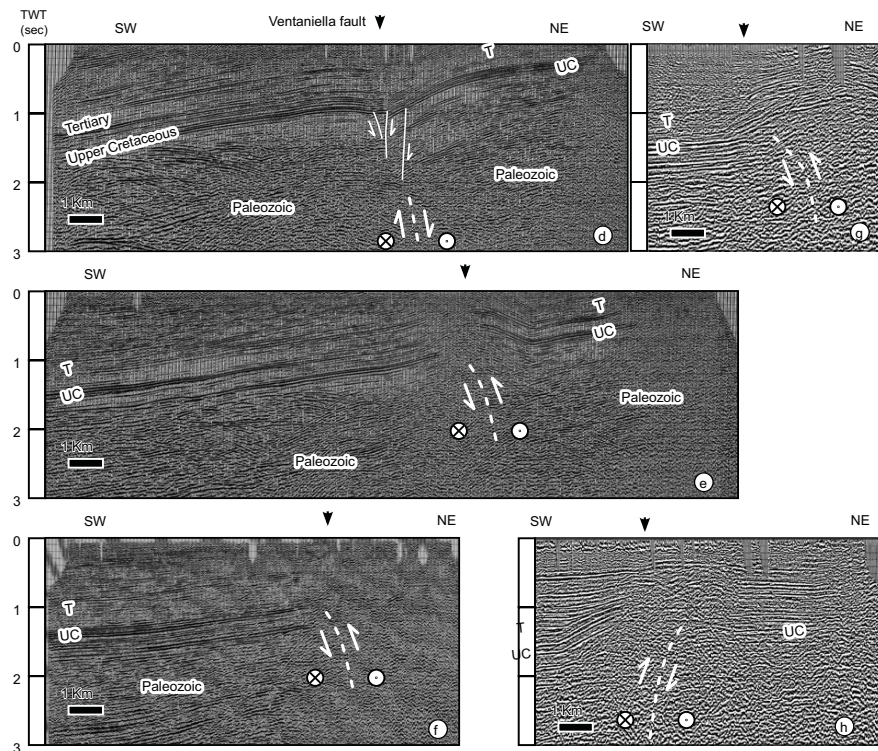 TWT
(sec)
SW
Ventaniella fault
NE
SW
NE
0
1
2
3
T
UC
Tertiary
Upper Cretaceous
Paleozoic
Paleozoic
1 Km
d
T
UC
1 Km
g
SW
NE
0
1
2
3
T
UC
T
UC
Paleozoic
Paleozoic
1 Km
e
SW
NE
0
1
2
3
T
UC
Paleozoic
1 Km
f
SW
NE
T
UC
UC
1 Km
h